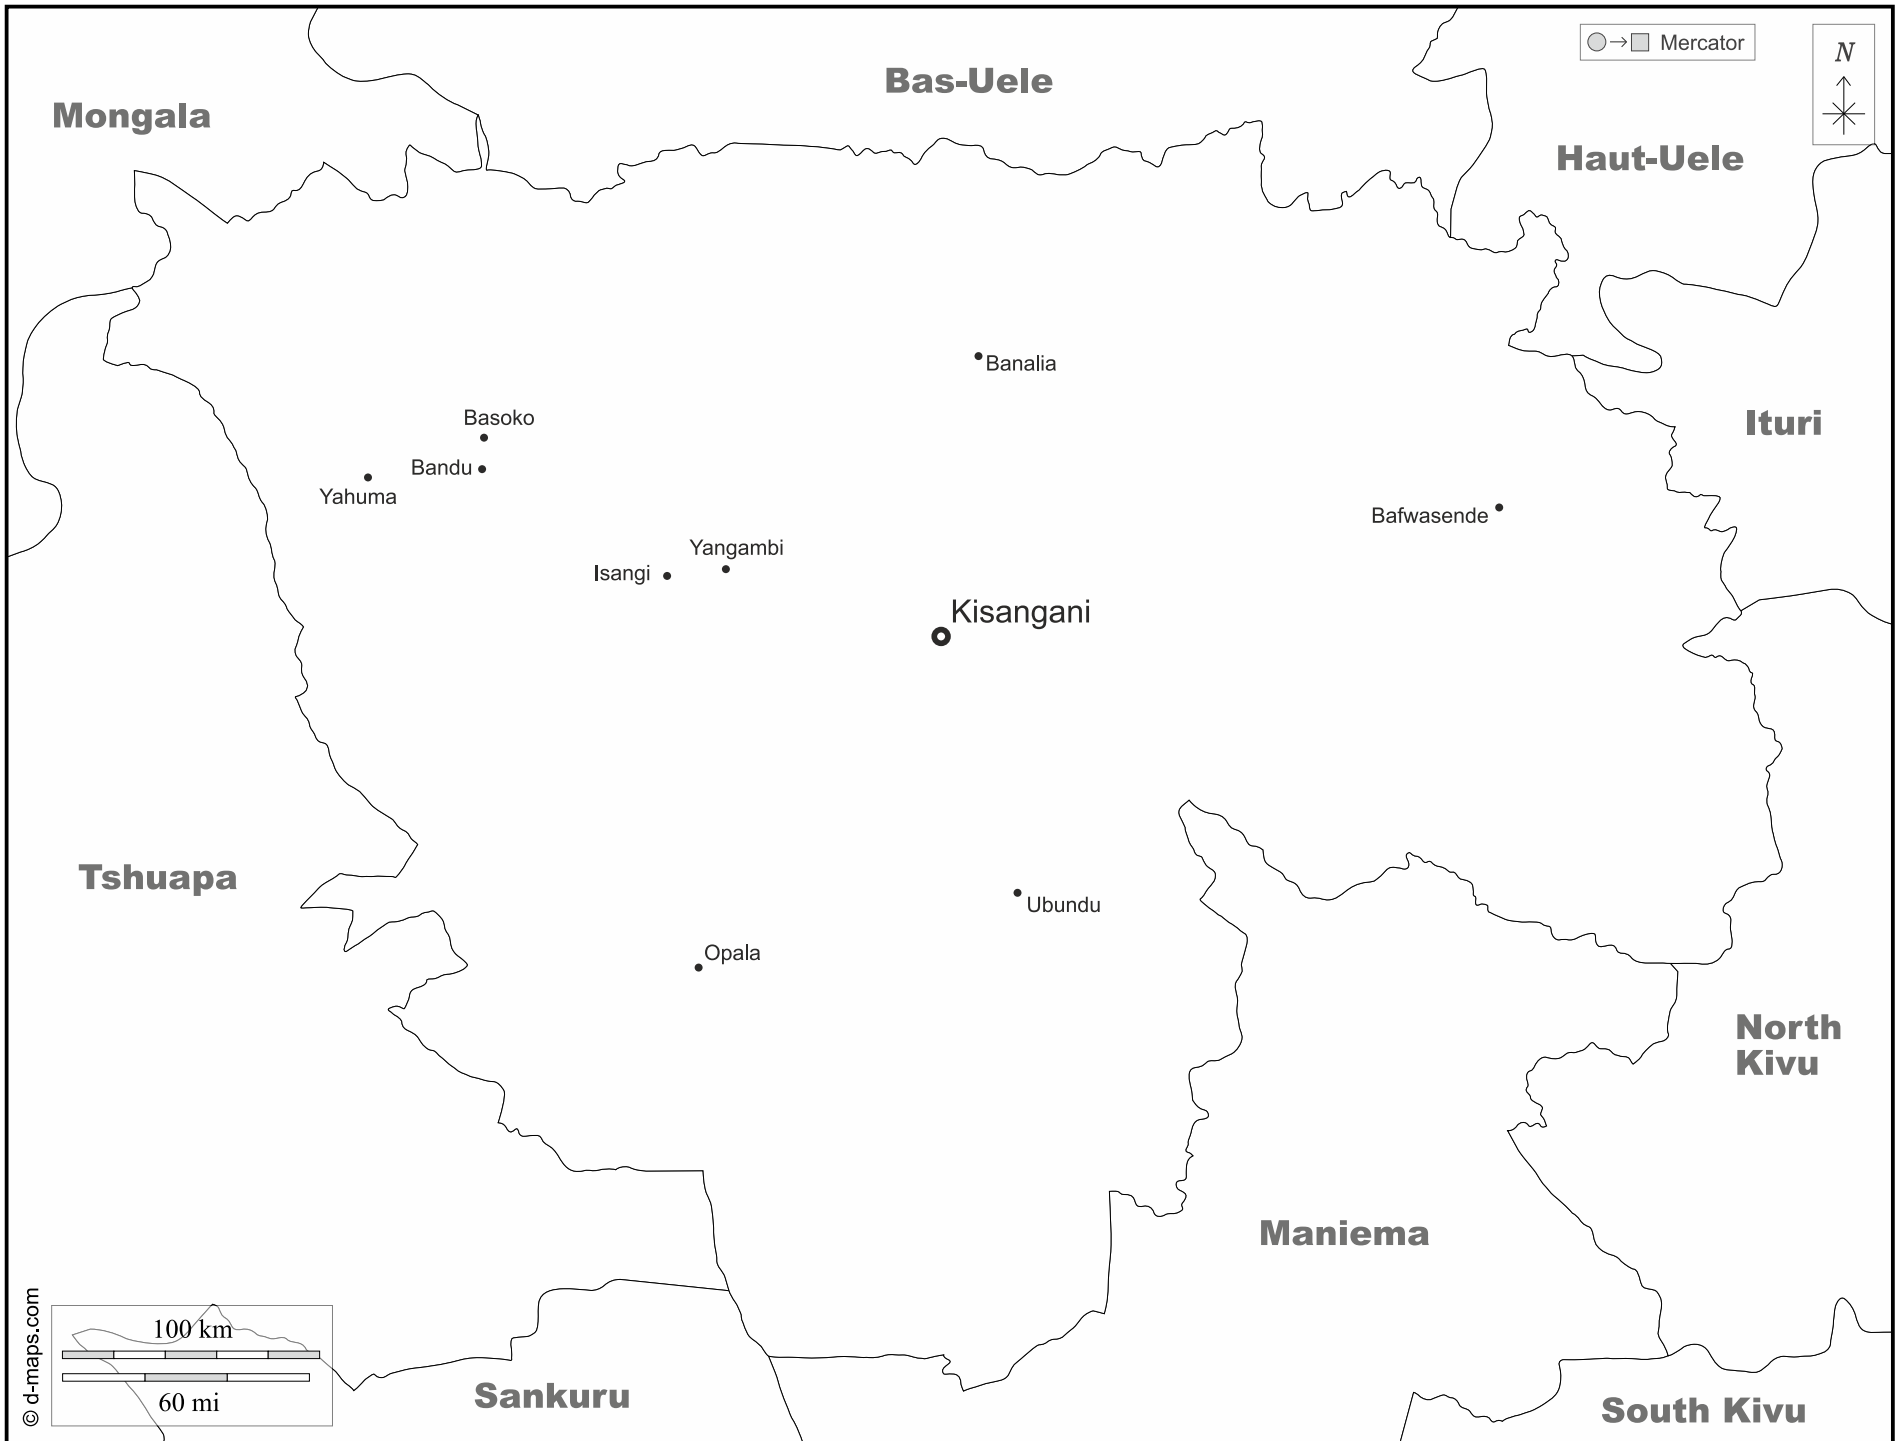 Mercator
N
Bas-Uele
Mongala
Haut-Uele
Banalia
Basoko
Ituri
Bandu
Yahuma
Bafwasende
Yangambi
Isangi
Kisangani
Tshuapa
Ubundu
Opala
North
Kivu
Maniema
100 km
60 mi
© d-maps.com
Sankuru
South Kivu